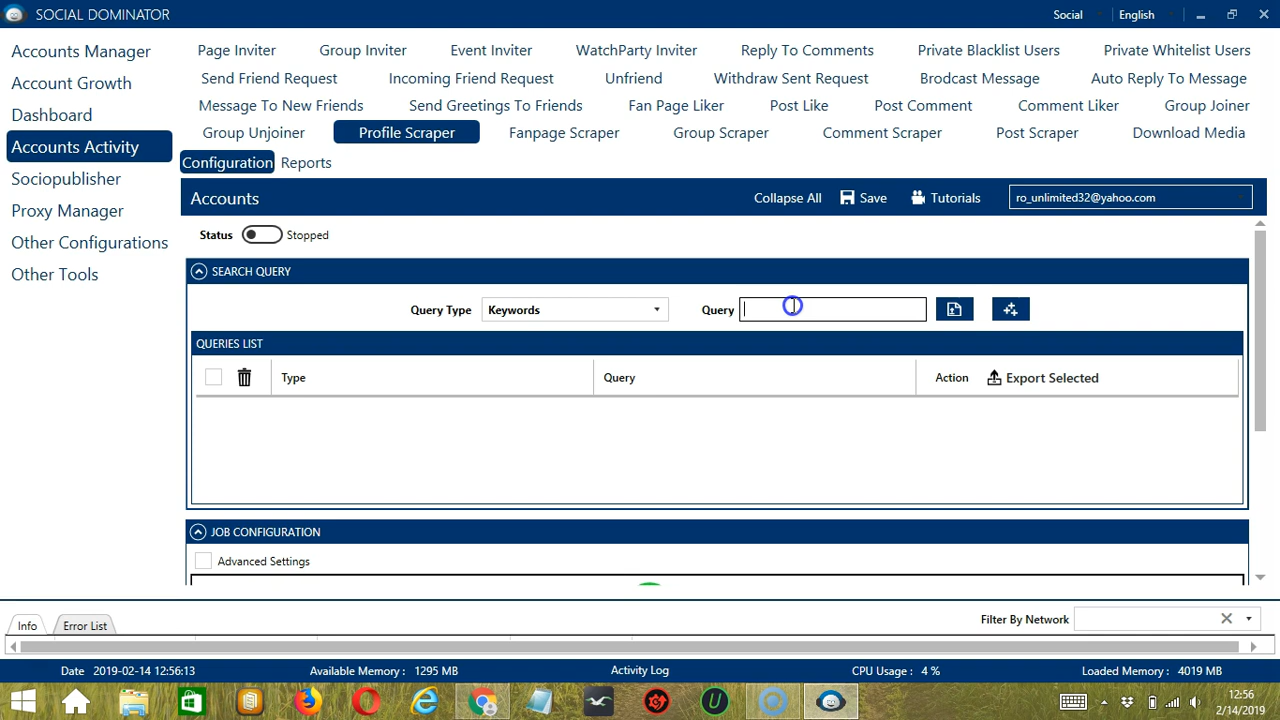 SOCIAL DOMINATOR
Social
English
Accounts Manager
Account Growth
Dashboard
Accounts Activity
Sociopublisher
Proxy Manager
Other Configurations
Other Tools
Page Inviter Group Inviter Event Inviter WatchParty Inviter Reply To Comments Private Blacklist Users Private Whitelist Users
Send Friend Request Incoming Friend Request Unfriend Withdraw Sent Request Brodcast Message Auto Reply To Message
Message To New Friends Send Greetings To Friends Fan Page Liker Post Like Post Comment Comment Liker Group Joiner
Group Unjoiner Profile Scraper Fanpage Scraper Group Scraper Comment Scraper Post Scraper Download Media
Configuration Reports
Accounts Collapse All Save Tutorials ro_unlimited32@yahoo.com
Status Stopped
SEARCH QUERY
Query Type Keywords Query
QUERIES LIST
Type Query Action Export Selected
JOB CONFIGURATION
Advanced Settings
Info Error List Filter By Network
Date 2019-02-14 12:56:13 Available Memory : 1295 MB Activity Log CPU Usage : 4 % Loaded Memory : 4019 MB
12:56
2/14/2019